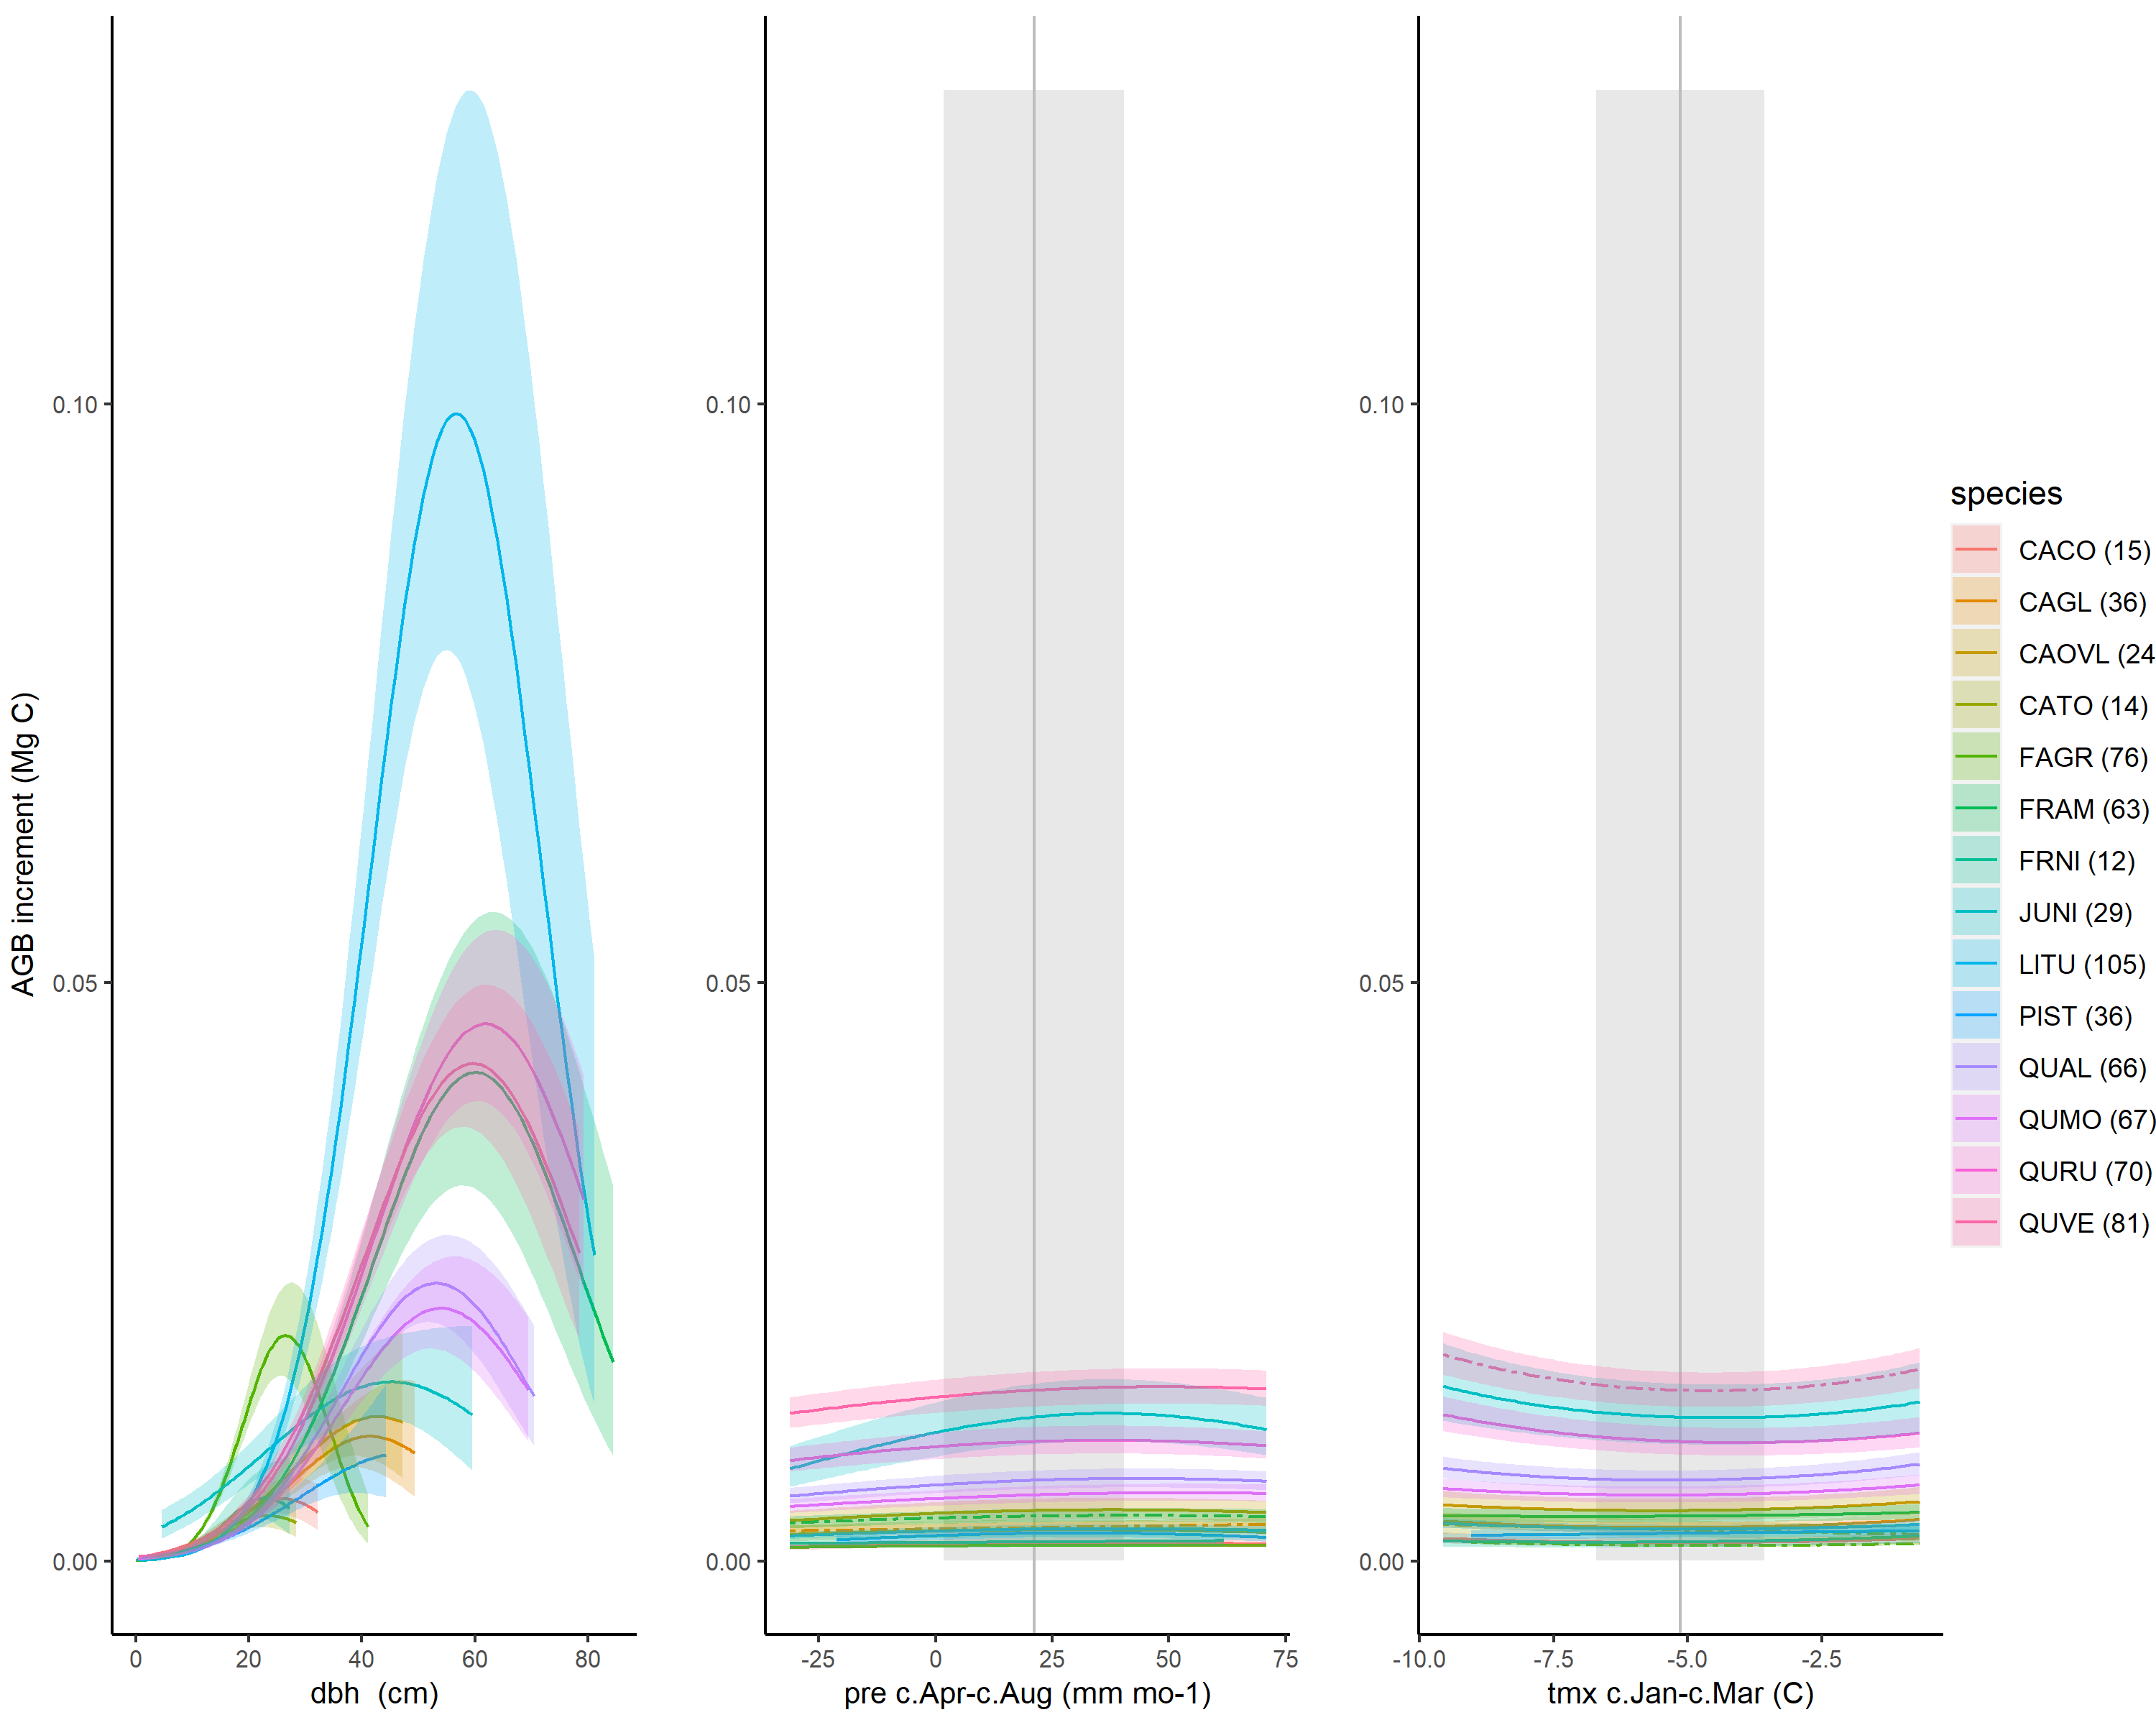 AGB increment (Mg C)
0.10
0.05
0.00
0 20 40 60 80
dbh  (cm)
0.10
0.05
0.00
-25 0 25 50 75
pre c.Apr-c.Aug (mm mo-1)
0.10
0.05
0.00
-10.0 -7.5 -5.0 -2.5
tmx c.Jan-c.Mar (C)
species
CACO (15)
CAGL (36)
CAOVL (24
CATO (14)
FAGR (76)
FRAM (63)
FRNI (12)
JUNI (29)
LITU (105)
PIST (36)
QUAL (66)
QUMO (67)
QURU (70)
QUVE (81)